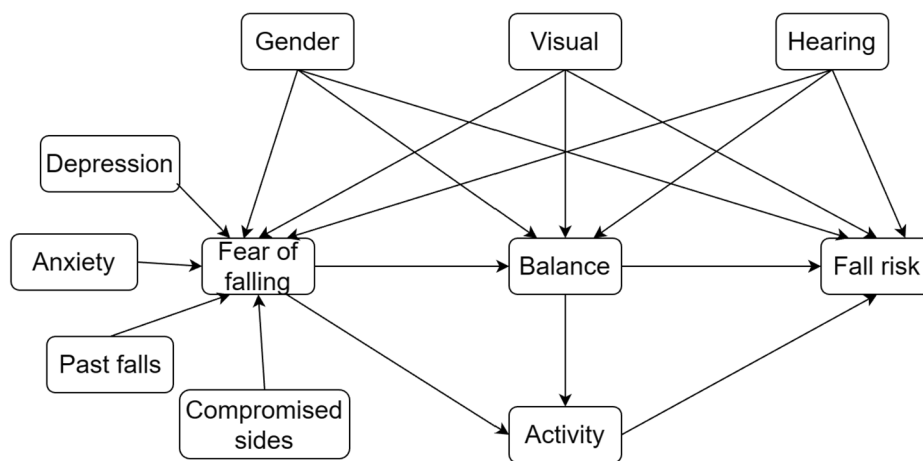 Gender
Visual
Hearing
Depression
Anxiety
Fear of
falling
Balance
Fall risk
Past falls
Compromised
sides
Activity